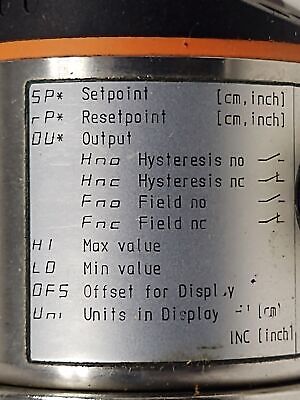 SP* Setpoint [cm,inch]
rP* Resetpoint [cm,inch]
OU* Output
Hno Hysteresis no
Hnc Hysteresis nc
Fno Field no
Fnc Field nc
HI Max value
LO Min value
OFS Offset for Display
Uni Units in Display [cm]
INC [inch]